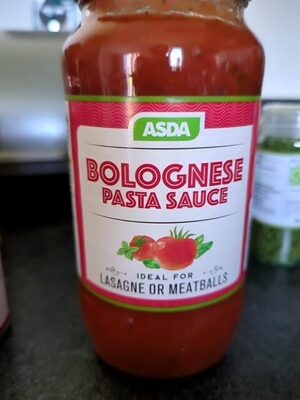 ASDA
BOLOGNESE
PASTA SAUCE
IDEAL FOR
LASAGNE OR MEATBALLS